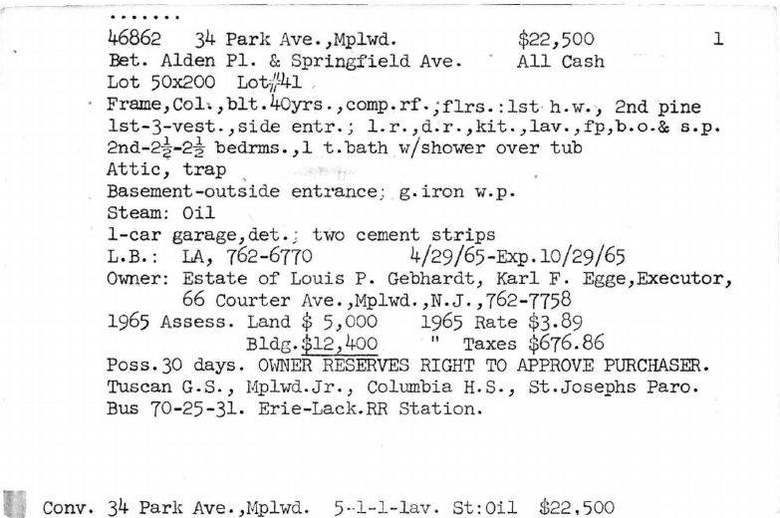 .......
46862 34 Park Ave.,Mplwd. $22,500 1
Bet. Alden Pl. & Springfield Ave. All Cash
Lot 50x200 Lot#41
Frame,Col.,blt.40yrs.,comp.rf.;flrs.:1st h.w., 2nd pine
1st-3-vest.,side entr.; l.r.,d.r.,kit.,lav.,fp,b.o.& s.p.
2nd-2½-2½ bedrms.,1 t.bath w/shower over tub
Attic, trap
Basement-outside entrance; g.iron w.p.
Steam: Oil
1-car garage,det.; two cement strips
L.B.: LA, 762-6770 4/29/65-Exp.10/29/65
Owner: Estate of Louis P. Gebhardt, Karl F. Egge,Executor,
66 Courter Ave.,Mplwd.,N.J.,762-7758
1965 Assess. Land $ 5,000 1965 Rate $3.89
Bldg.$12,400 " Taxes $676.86
Poss.30 days. OWNER RESERVES RIGHT TO APPROVE PURCHASER.
Tuscan G.S., Mplwd.Jr., Columbia H.S., St.Josephs Paro.
Bus 70-25-31. Erie-Lack.RR Station.
Conv. 34 Park Ave.,Mplwd. 5-1-1-lav. St:Oil $22,500